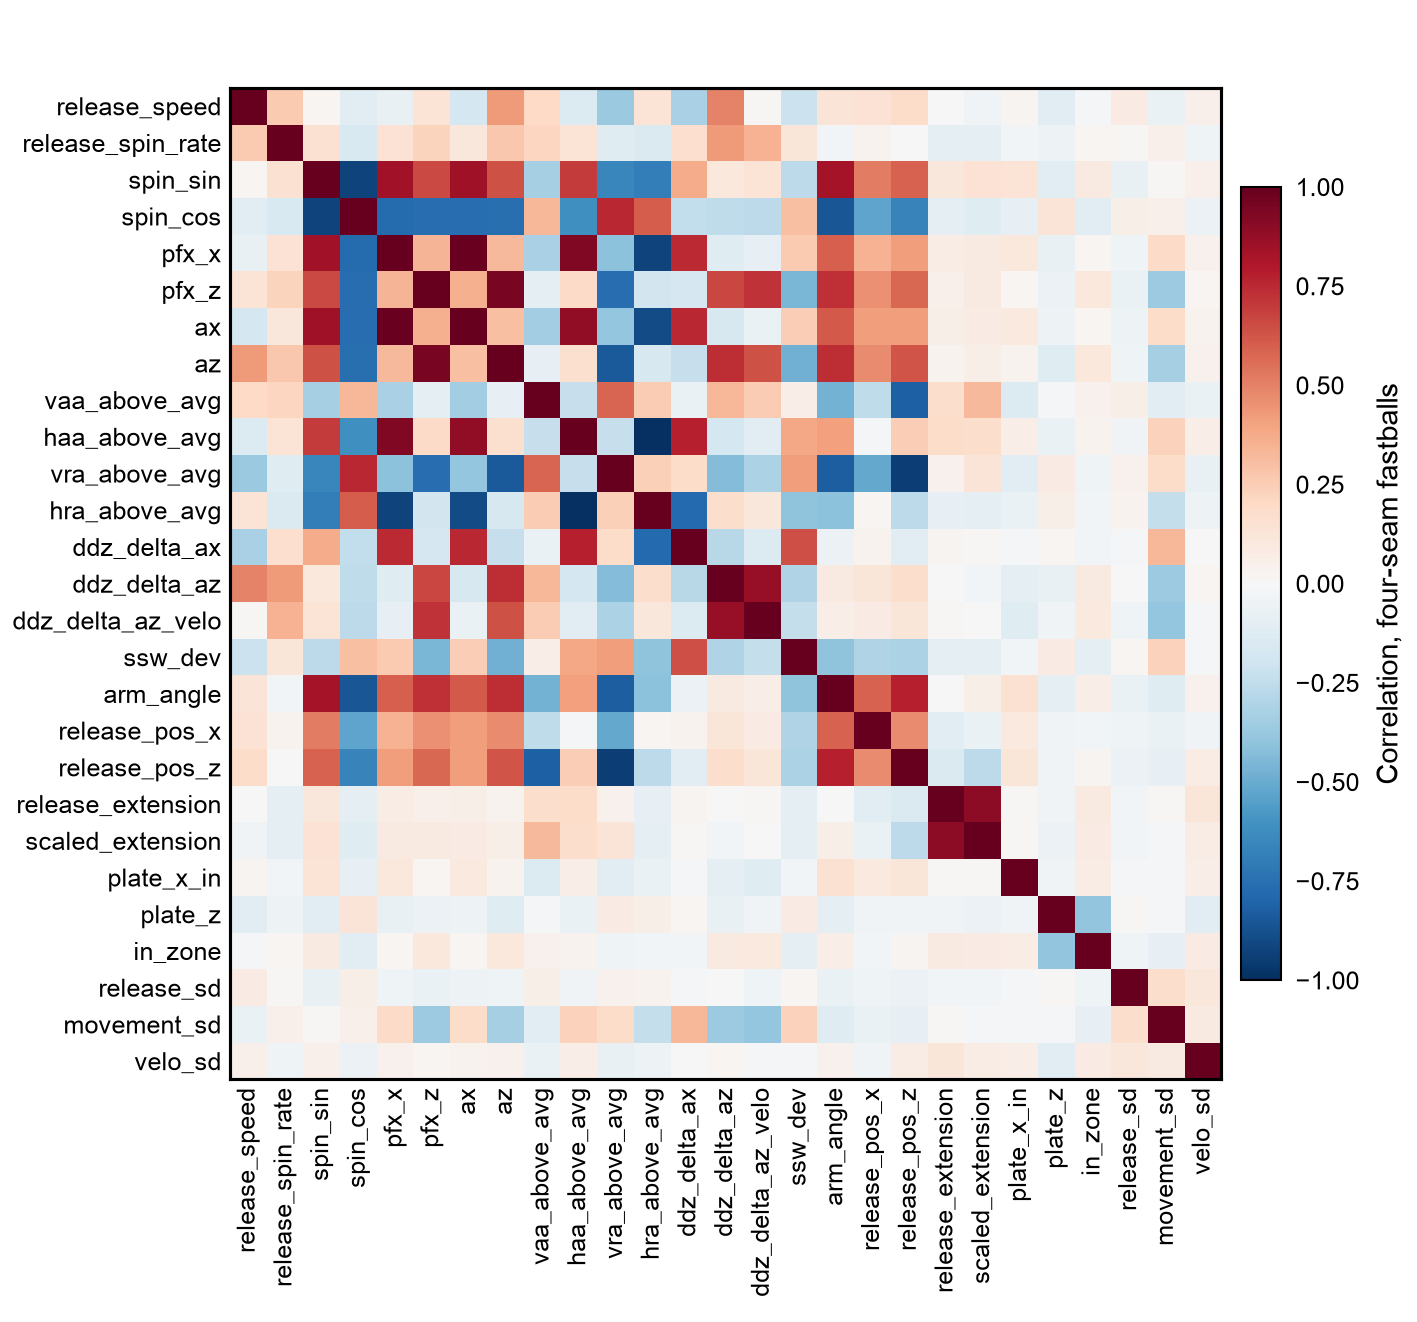 release_speed
release_spin_rate
spin_sin
spin_cos
pfx_x
pfx_z
ax
az
vaa_above_avg
haa_above_avg
vra_above_avg
hra_above_avg
ddz_delta_ax
ddz_delta_az
ddz_delta_az_velo
ssw_dev
arm_angle
release_pos_x
release_pos_z
release_extension
scaled_extension
plate_x_in
plate_z
in_zone
release_sd
movement_sd
velo_sd
release_speed
release_spin_rate
spin_sin
spin_cos
pfx_x
pfx_z
ax
az
vaa_above_avg
haa_above_avg
vra_above_avg
hra_above_avg
ddz_delta_ax
ddz_delta_az
ddz_delta_az_velo
ssw_dev
arm_angle
release_pos_x
release_pos_z
release_extension
scaled_extension
plate_x_in
plate_z
in_zone
release_sd
movement_sd
velo_sd
1.00
0.75
0.50
0.25
0.00
−0.25
−0.50
−0.75
−1.00
Correlation, four-seam fastballs